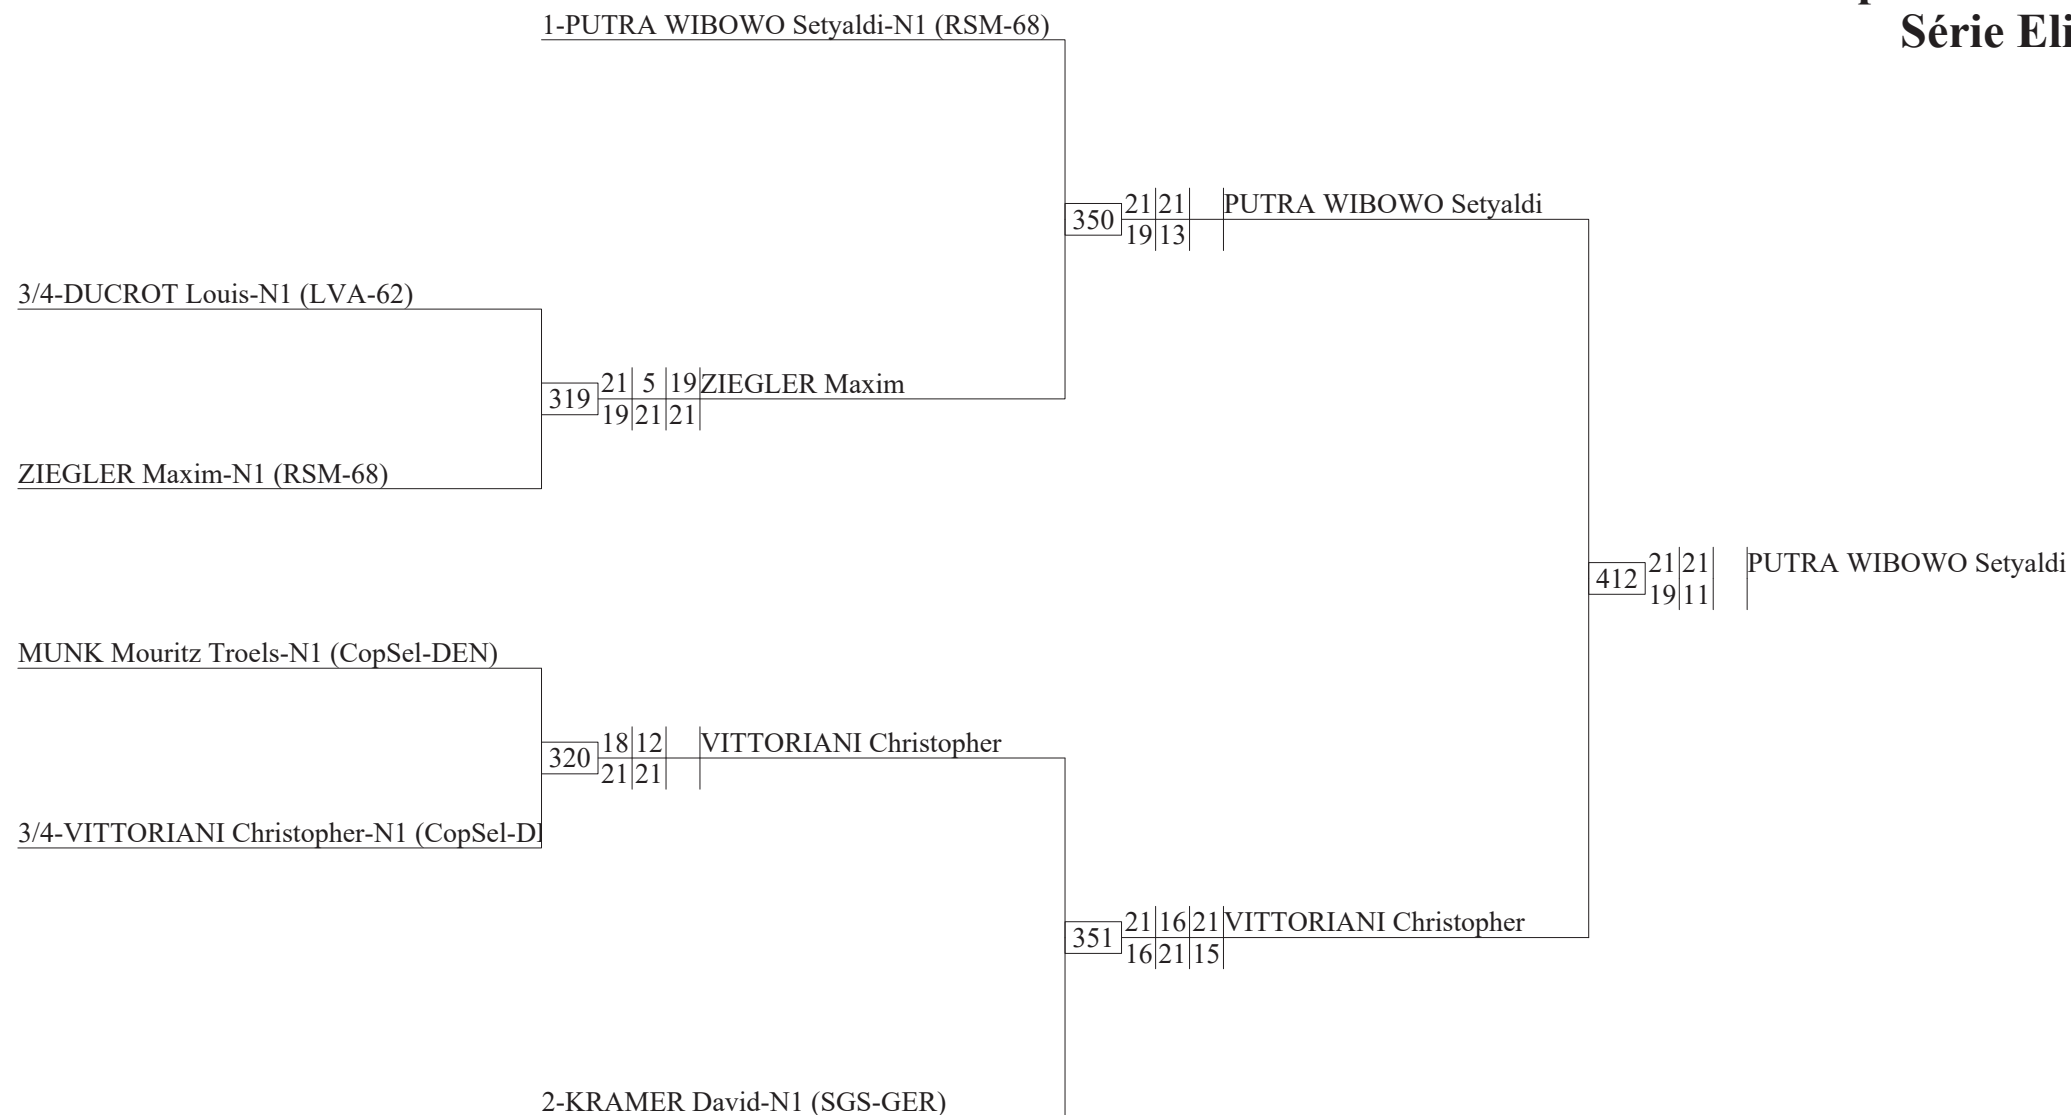 Série Eli
1-PUTRA WIBOWO Setyaldi-N1 (RSM-68)
21 21 PUTRA WIBOWO Setyaldi
350
19 13
3/4-DUCROT Louis-N1 (LVA-62)
21 5 19 ZIEGLER Maxim
319
19 21 21
ZIEGLER Maxim-N1 (RSM-68)
21 21 PUTRA WIBOWO Setyaldi
412
19 11
MUNK Mouritz Troels-N1 (CopSel-DEN)
18 12 VITTORIANI Christopher
320
21 21
3/4-VITTORIANI Christopher-N1 (CopSel-D
21 16 21 VITTORIANI Christopher
351
16 21 15
2-KRAMER David-N1 (SGS-GER)